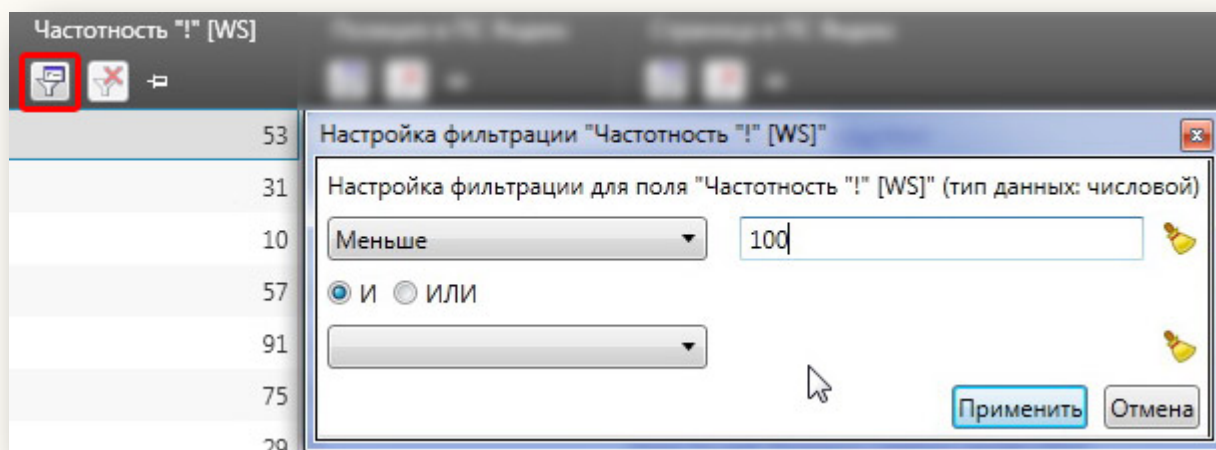 Частотность "!" [WS]
53
31
10
57
91
75
29
Настройка фильтрации "Частотность "!" [WS]"
Настройка фильтрации для поля "Частотность "!" [WS]" (тип данных: числовой)
Меньше
100
И ИЛИ
Применить Отмена